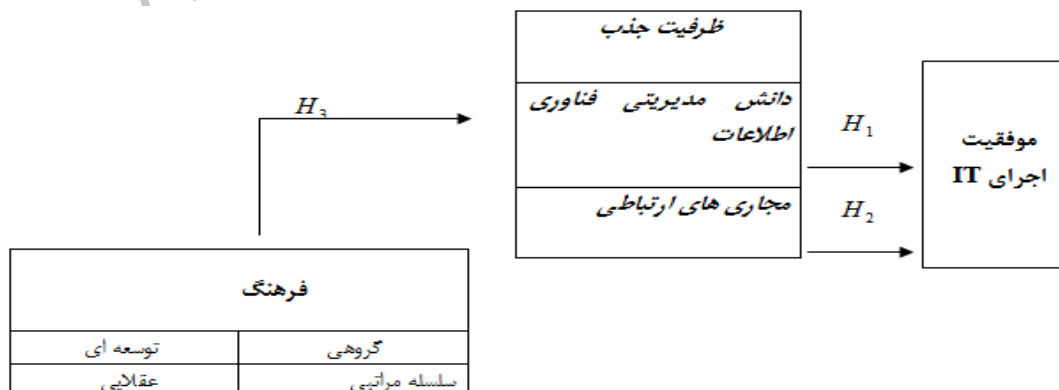 ظرفیت جذب
دانش مدیریتی فناوری
اطلاعات
مجاری های ارتباطی
H₁
H₂
H₃
موفقیت
اجرای IT
فرهنگ
گروهی
توسعه ای
سلسله مراتبی
عقلایی